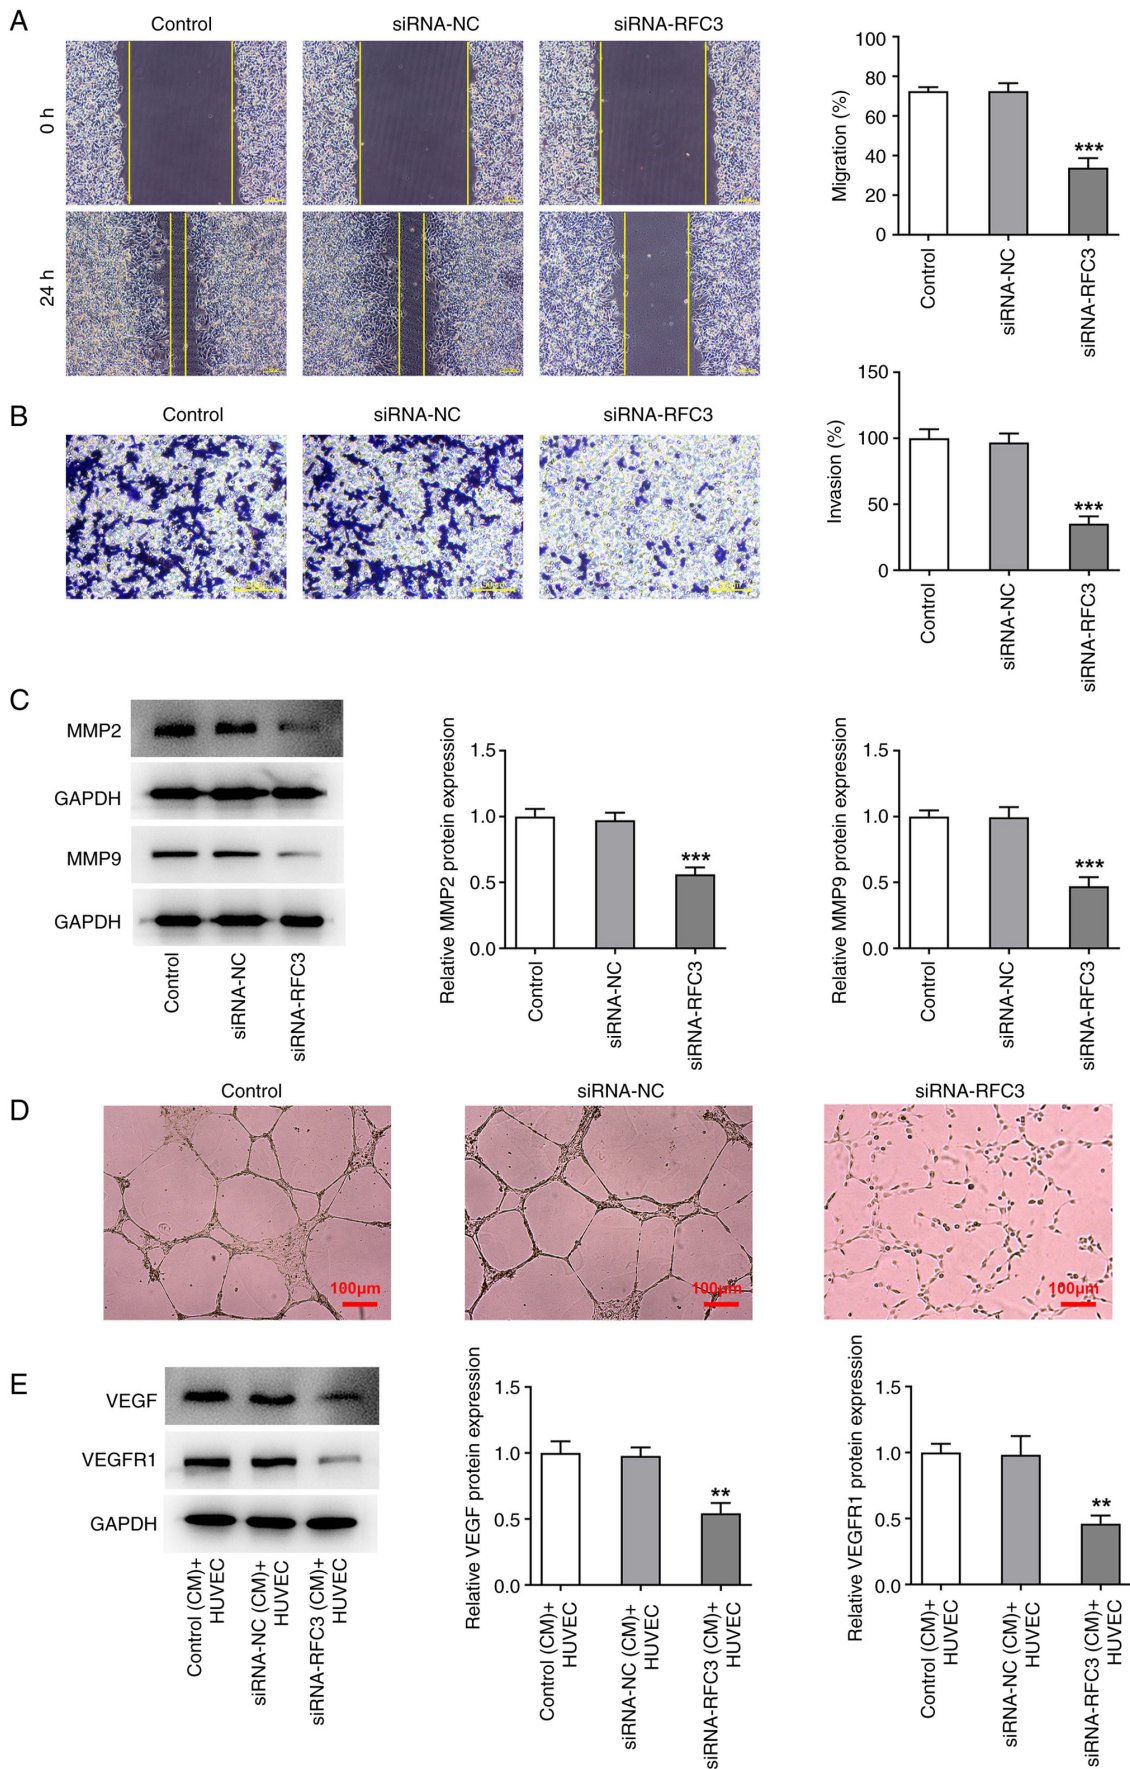 A
Control
siRNA-NC
siRNA-RFC3
0 h
24 h
Migration (%)
100
80
60
40
20
0
***
Control
siRNA-NC
siRNA-RFC3
B
Control
siRNA-NC
siRNA-RFC3
Invasion (%)
150
100
50
0
***
Control
siRNA-NC
siRNA-RFC3
C
MMP2
GAPDH
MMP9
GAPDH
Control
siRNA-NC
siRNA-RFC3
Relative MMP2 protein expression
1.5
1.0
0.5
0.0
***
Control
siRNA-NC
siRNA-RFC3
Relative MMP9 protein expression
1.5
1.0
0.5
0.0
***
Control
siRNA-NC
siRNA-RFC3
D
Control
siRNA-NC
siRNA-RFC3
100μm
100μm
100μm
E
VEGF
VEGFR1
GAPDH
Control (CM)+
HUVEC
siRNA-NC (CM)+
HUVEC
siRNA-RFC3 (CM)+
HUVEC
Relative VEGF protein expression
1.5
1.0
0.5
0.0
**
Control (CM)+
HUVEC
siRNA-NC (CM)+
HUVEC
siRNA-RFC3 (CM)+
HUVEC
Relative VEGFR1 protein expression
1.5
1.0
0.5
0.0
**
Control (CM)+
HUVEC
siRNA-NC (CM)+
HUVEC
siRNA-RFC3 (CM)+
HUVEC